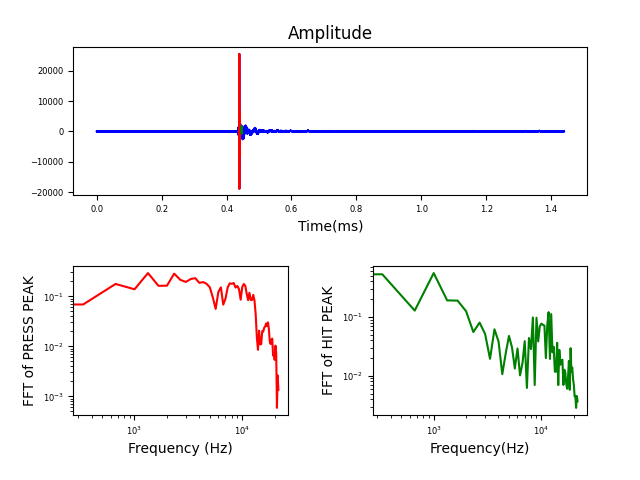 Amplitude
20000
10000
0
−10000
−20000
0.0 0.2 0.4 0.6 0.8 1.0 1.2 1.4
Time(ms)
FFT of PRESS PEAK
10⁻¹
10⁻²
10⁻³
10³ 10⁴
Frequency (Hz)
FFT of HIT PEAK
10⁻¹
10⁻²
10³ 10⁴
Frequency(Hz)